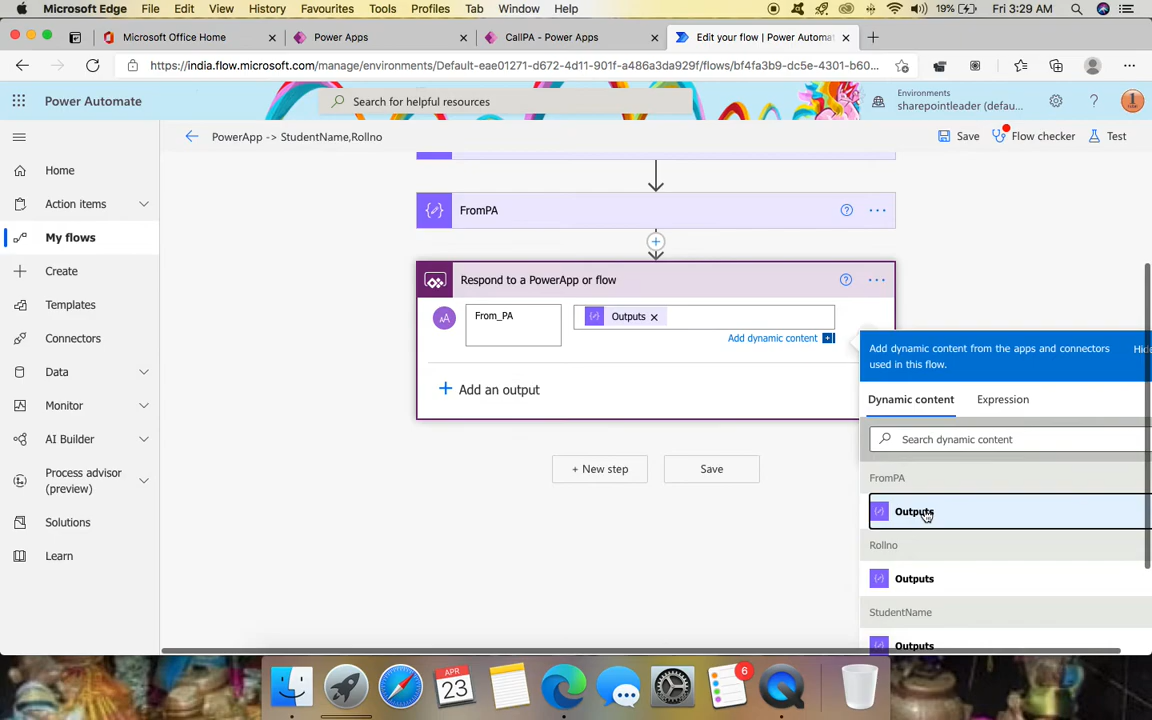 Microsoft Edge File Edit View History Favourites Tools Profiles Tab Window Help 19% Fri 3:29 AM
Microsoft Office Home Power Apps CallPA - Power Apps Edit your flow | Power Automat
https://india.flow.microsoft.com/manage/environments/Default-eae01271-d672-4d11-901f-a486a3da929f/flows/bf4fa3b9-dc5e-4301-b60...
Power Automate
Search for helpful resources
Environments
sharepointleader (defau...
PowerApp -> StudentName,Rollno
Save Flow checker Test
Home
Action items
My flows
Create
Templates
Connectors
Data
Monitor
AI Builder
Process advisor
(preview)
Solutions
Learn
FromPA
Respond to a PowerApp or flow
From_PA
Outputs
Add dynamic content
Add an output
+ New step
Save
Add dynamic content from the apps and connectors
used in this flow.
Hide
Dynamic content Expression
Search dynamic content
FromPA
Outputs
Rollno
Outputs
StudentName
Outputs
APR
23
6